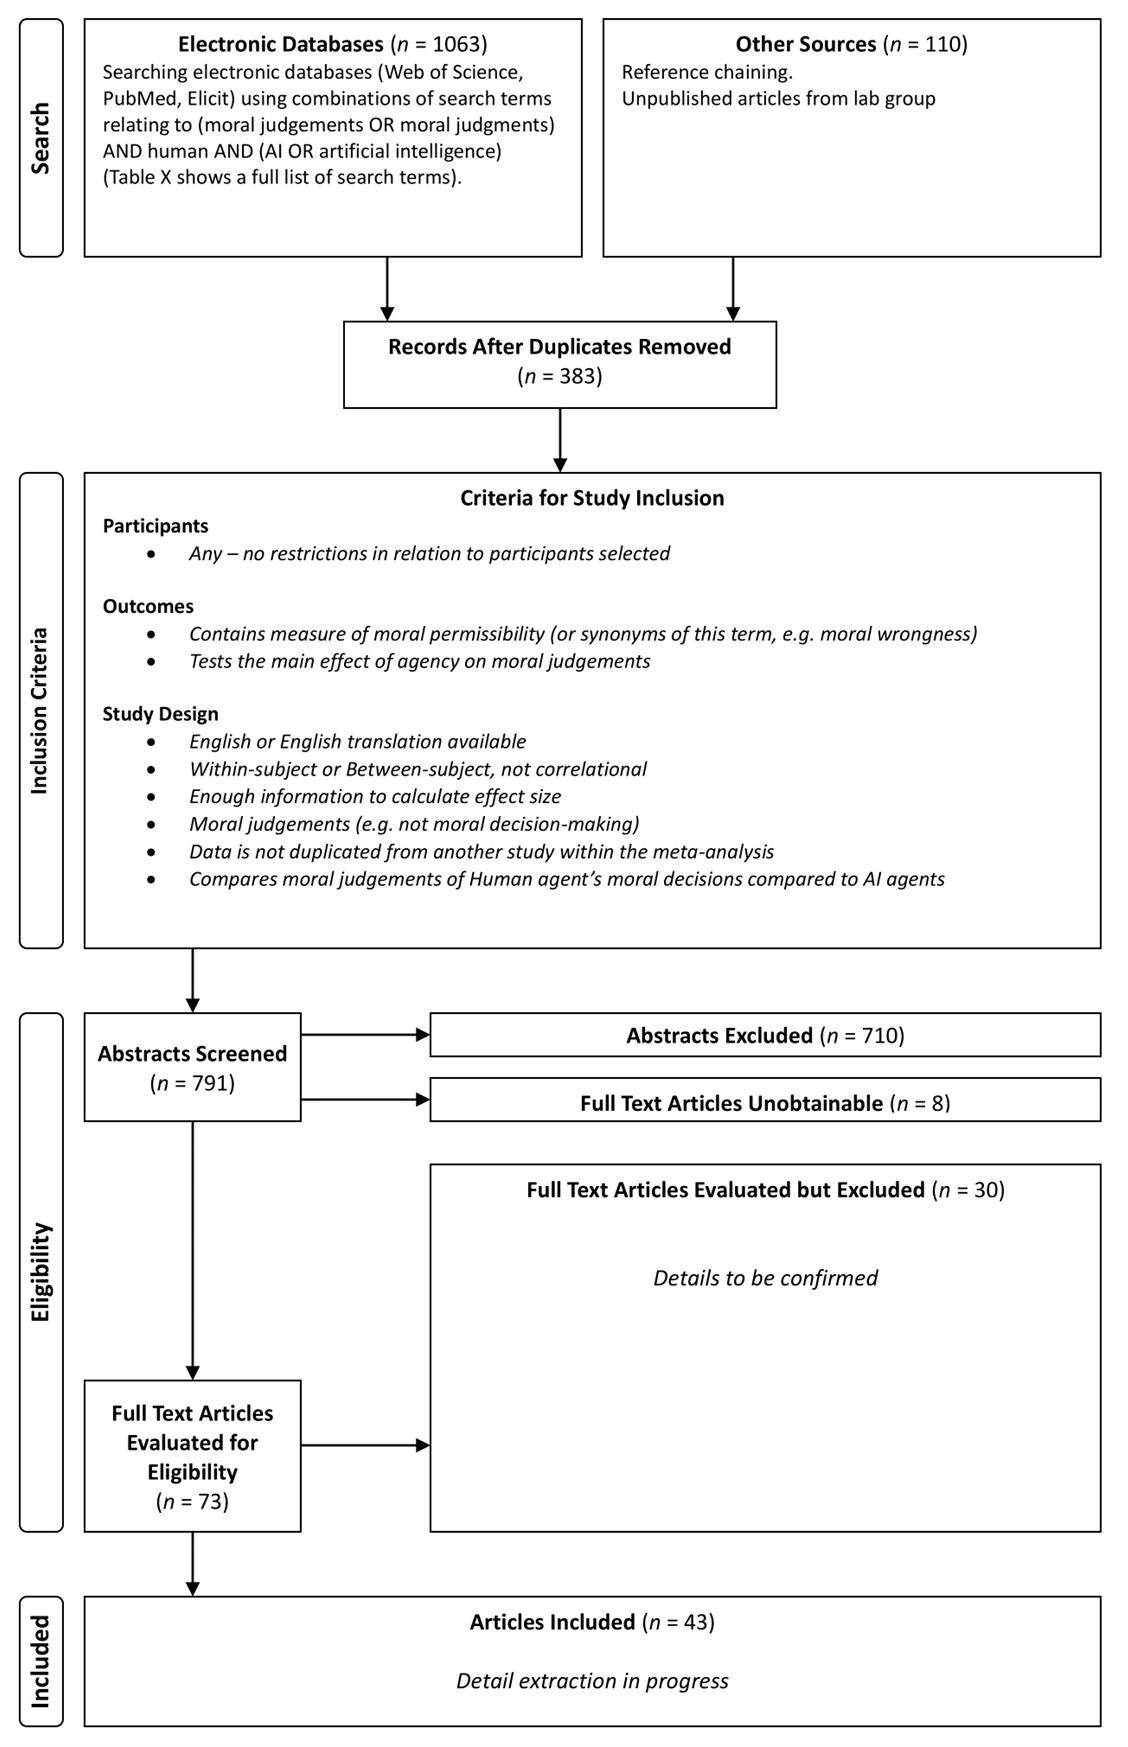 Search
Electronic Databases (n = 1063)
Searching electronic databases (Web of Science,
PubMed, Elicit) using combinations of search terms
relating to (moral judgements OR moral judgments)
AND human AND (AI OR artificial intelligence)
(Table X shows a full list of search terms).
Other Sources (n = 110)
Reference chaining.
Unpublished articles from lab group
Records After Duplicates Removed
(n = 383)
Inclusion Criteria
Criteria for Study Inclusion
Participants
• Any – no restrictions in relation to participants selected
Outcomes
• Contains measure of moral permissibility (or synonyms of this term, e.g. moral wrongness)
• Tests the main effect of agency on moral judgements
Study Design
• English or English translation available
• Within-subject or Between-subject, not correlational
• Enough information to calculate effect size
• Moral judgements (e.g. not moral decision-making)
• Data is not duplicated from another study within the meta-analysis
• Compares moral judgements of Human agent’s moral decisions compared to AI agents
Eligibility
Abstracts Screened
(n = 791)
Abstracts Excluded (n = 710)
Full Text Articles Unobtainable (n = 8)
Full Text Articles Evaluated but Excluded (n = 30)
Details to be confirmed
Full Text Articles
Evaluated for
Eligibility
(n = 73)
Included
Articles Included (n = 43)
Detail extraction in progress